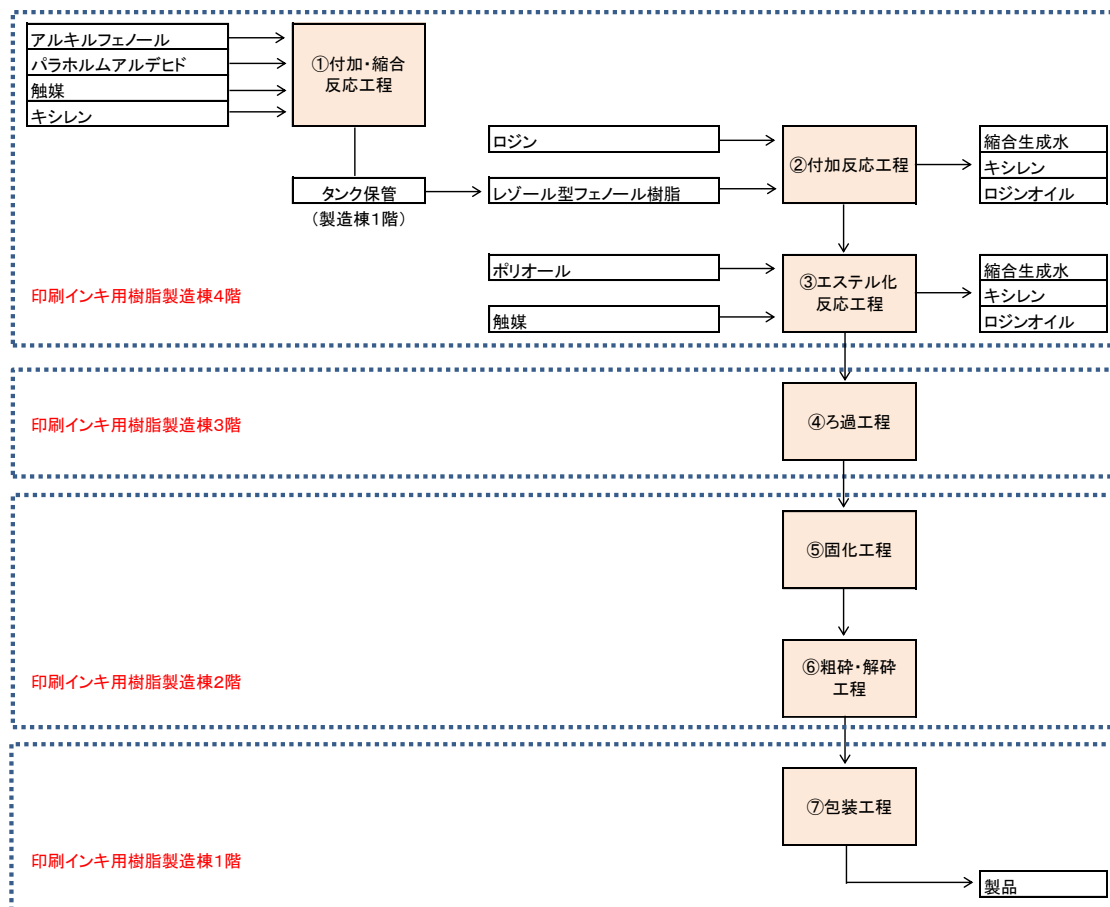 アルキルフェノール
パラホルムアルデヒド
触媒
キシレン
①付加・縮合
反応工程
タンク保管
(製造棟1階)
ロジン
レゾール型フェノール樹脂
②付加反応工程
縮合生成水
キシレン
ロジンオイル
ポリオール
触媒
③エステル化
反応工程
縮合生成水
キシレン
ロジンオイル
印刷インキ用樹脂製造棟4階
④ろ過工程
印刷インキ用樹脂製造棟3階
⑤固化工程
⑥粗砕・解砕
工程
印刷インキ用樹脂製造棟2階
⑦包装工程
印刷インキ用樹脂製造棟1階
製品